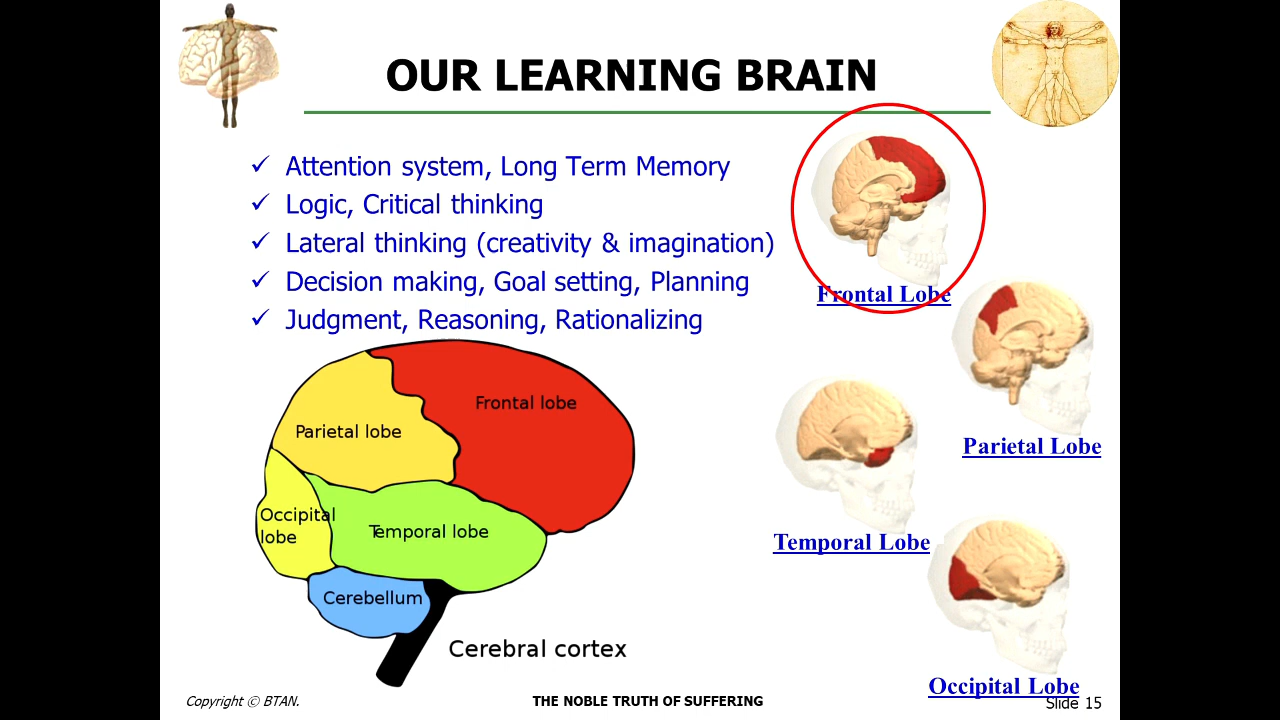 OUR LEARNING BRAIN
✓ Attention system, Long Term Memory
✓ Logic, Critical thinking
✓ Lateral thinking (creativity & imagination)
✓ Decision making, Goal setting, Planning
✓ Judgment, Reasoning, Rationalizing
Frontal Lobe
Parietal Lobe
Temporal Lobe
Occipital Lobe
Frontal lobe
Parietal lobe
Occipital
lobe
Temporal lobe
Cerebellum
Cerebral cortex
Copyright © BTAN.
THE NOBLE TRUTH OF SUFFERING
Slide 15